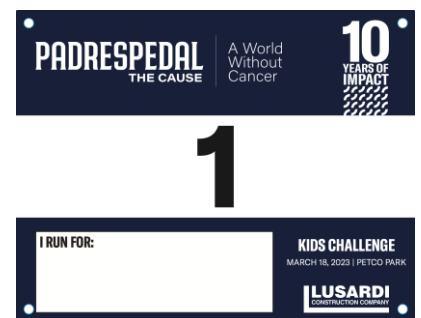 PADRESPEDAL
THE CAUSE
A World
Without
Cancer
10
YEARS OF
IMPACT
1
I RUN FOR:
KIDS CHALLENGE
MARCH 18, 2023 | PETCO PARK
LUSARDI
CONSTRUCTION COMPANY